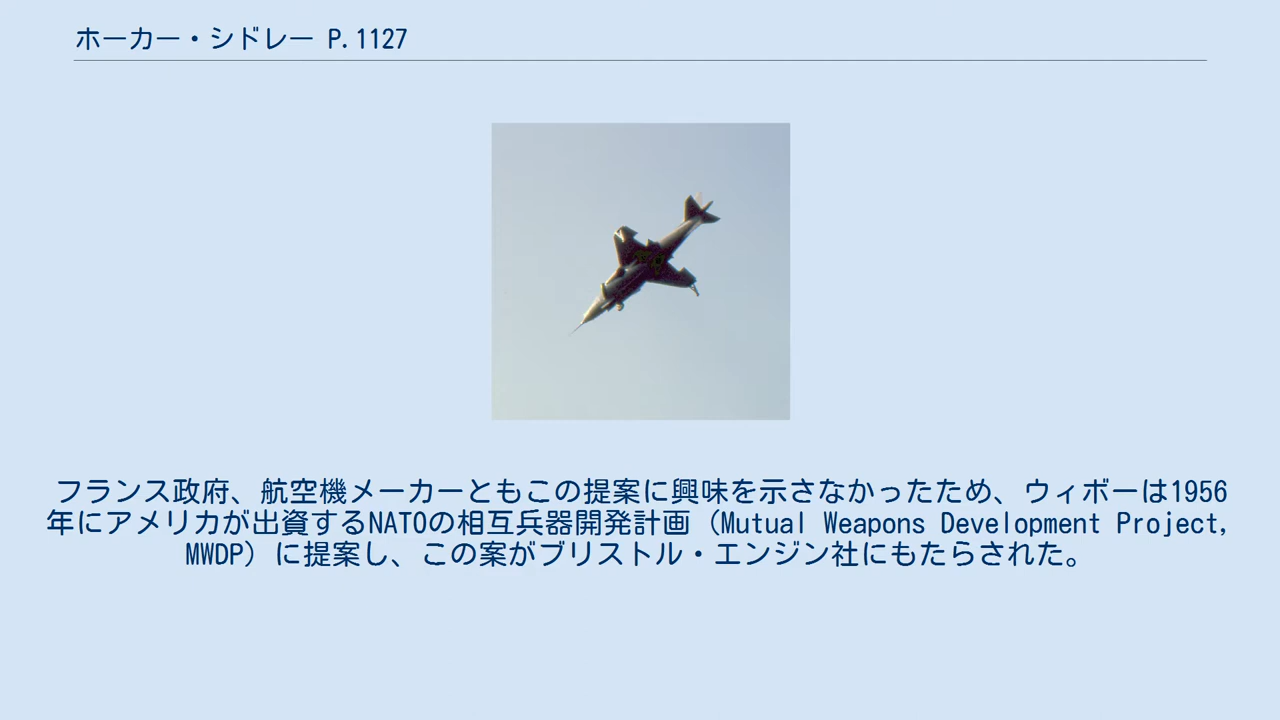 ホーカー・シドレー P.1127
フランス政府、航空機メーカーともこの提案に興味を示さなかったため、ウィボーは1956
年にアメリカが出資するNATOの相互兵器開発計画（Mutual Weapons Development Project,
MWDP）に提案し、この案がブリストル・エンジン社にもたらされた。